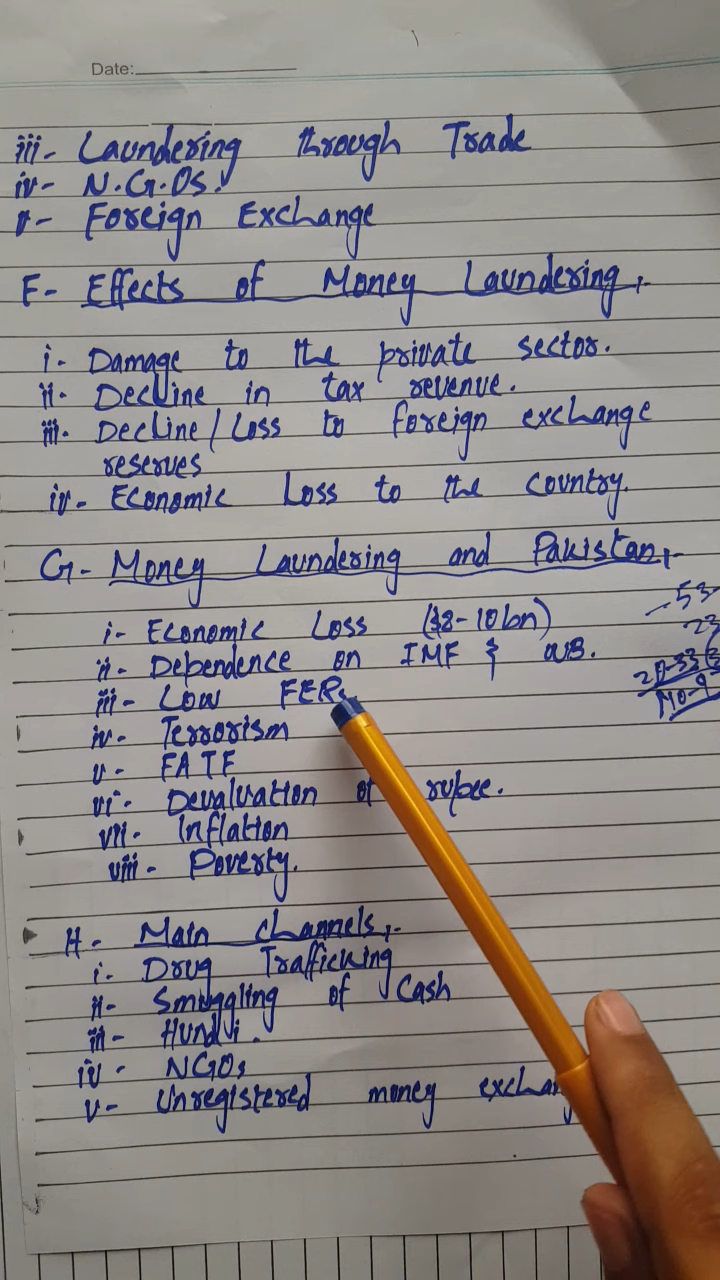 Date:
iii- Laundering through Trade
iv- N.G.Os.
v- Foreign Exchange
F- Effects of Money Laundering,-
i- Damage to the private sector.
ii- Decline in tax revenue.
iii- Decline/Loss to foreign exchange
reserves
iv- Economic Loss to the country.
G- Money Laundering and Pakistan,-
i- Economic Loss ($8-10bn)
ii- Dependence on IMF & WB.
iii- Low FERs
iv- Terrorism
v- FATF
vi- Devaluation of rupee.
vii- Inflation
viii- Poverty.
H- Main channels,-
i- Drug Trafficking
ii- Smuggling of Cash
iii- Hundi.
iv- NGOs
v- Unregistered money